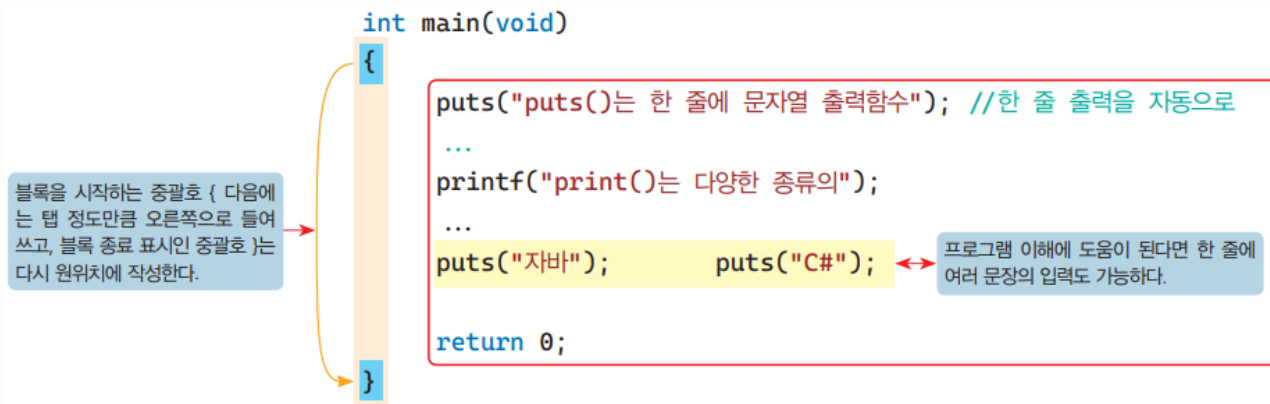 int main(void)
{
puts("puts()는 한 줄에 문자열 출력함수"); //한 줄 출력을 자동으로
...
printf("print()는 다양한 종류의");
...
puts("자바"); puts("C#");
return 0;
}
블록을 시작하는 중괄호 { 다음에
는 탭 정도만큼 오른쪽으로 들여
쓰고, 블록 종료 표시인 중괄호 }는
다시 원위치에 작성한다.
프로그램 이해에 도움이 된다면 한 줄에
여러 문장의 입력도 가능하다.